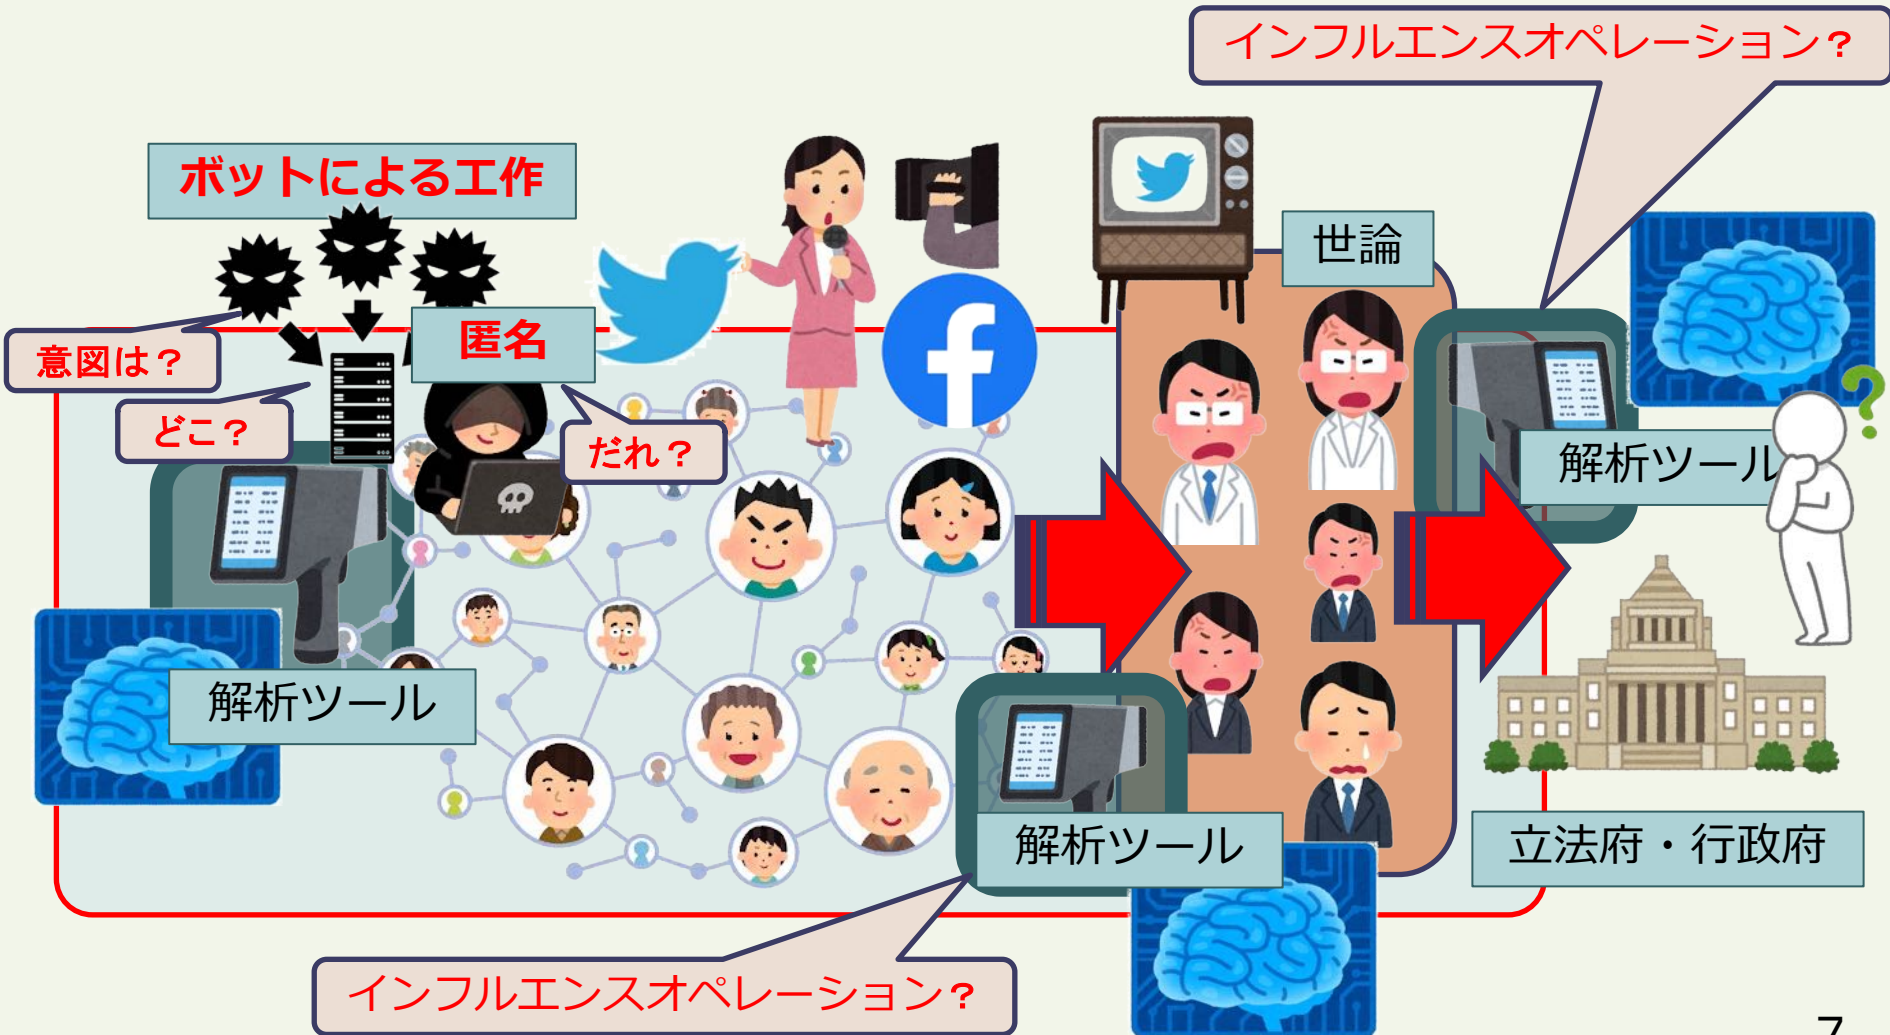 インフルエンスオペレーション？
ボットによる工作
世論
匿名
意図は？
どこ？
だれ？
解析ツール
解析ツール
解析ツール
立法府・行政府
インフルエンスオペレーション？
7